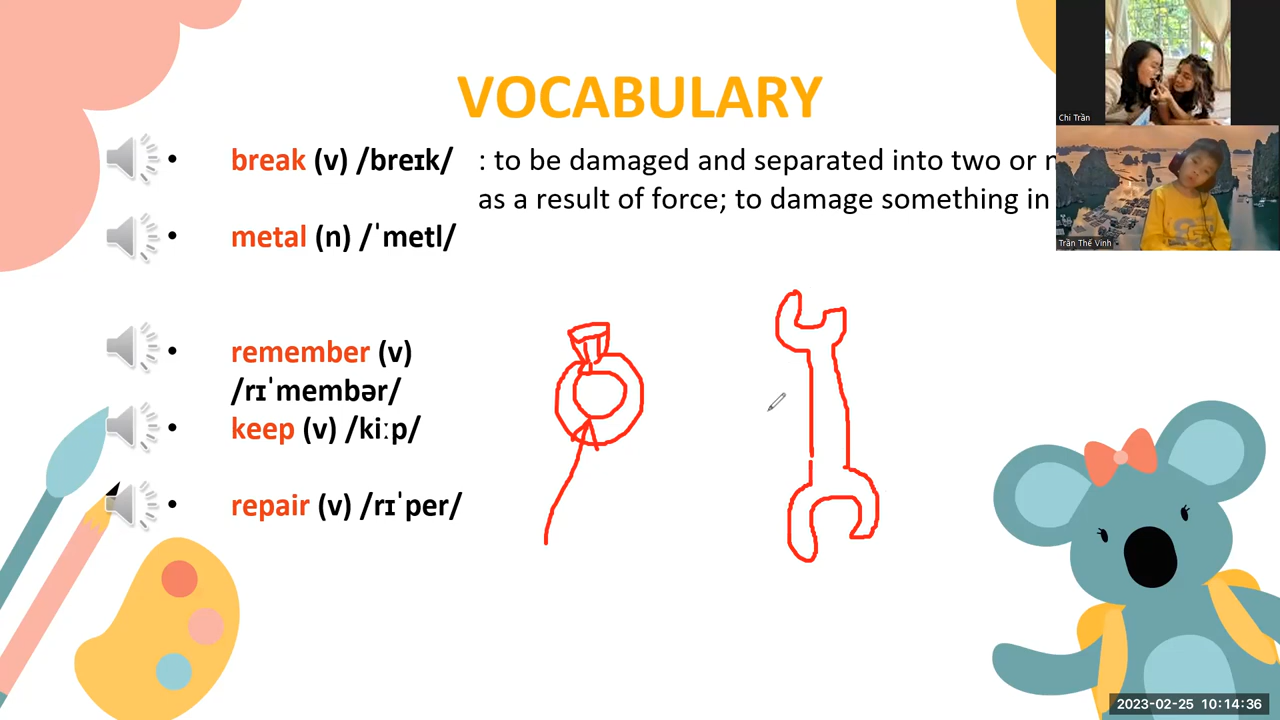 VOCABULARY
• break (v) /breɪk/ : to be damaged and separated into two or
as a result of force; to damage something in
• metal (n) /ˈmetl/
• remember (v)
/rɪˈmembər/
• keep (v) /kiːp/
• repair (v) /rɪˈper/
Chi Trần
Trần Thế Vinh
2023-02-25 10:14:36